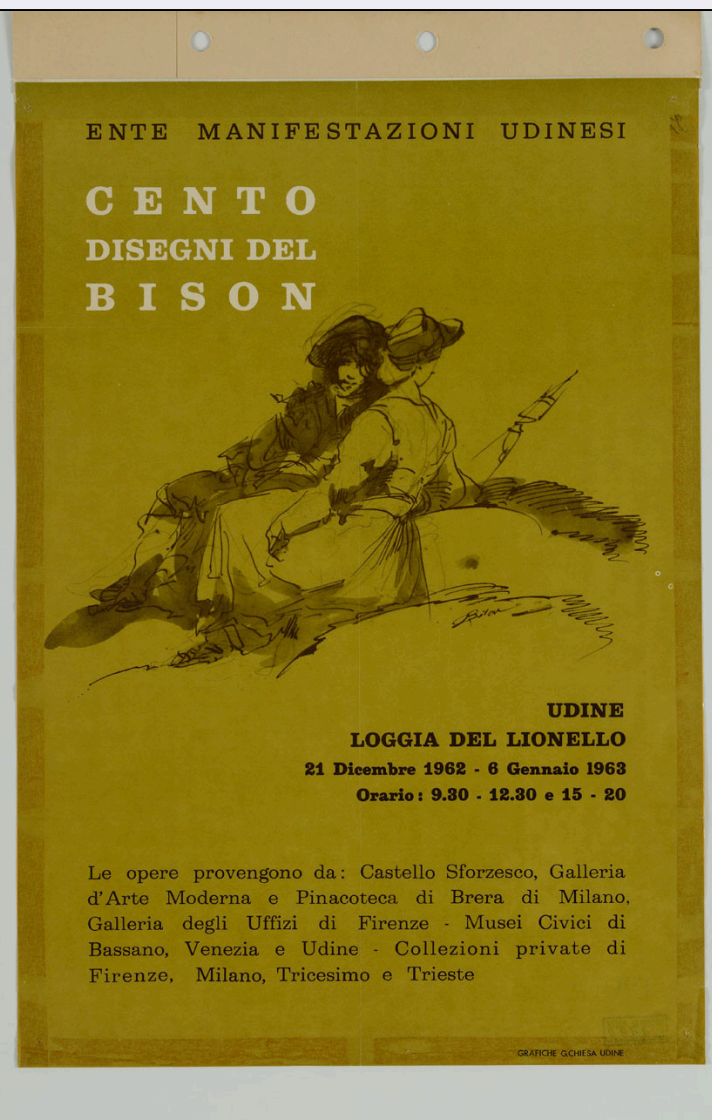 ENTE MANIFESTAZIONI UDINESI
CENTO
DISEGNI DEL
BISON
Bison
UDINE
LOGGIA DEL LIONELLO
21 Dicembre 1962 - 6 Gennaio 1963
Orario: 9.30 - 12.30 e 15 - 20
Le opere provengono da: Castello Sforzesco, Galleria
d'Arte Moderna e Pinacoteca di Brera di Milano,
Galleria degli Uffizi di Firenze - Musei Civici di
Bassano, Venezia e Udine - Collezioni private di
Firenze, Milano, Tricesimo e Trieste
GRAFICHE G.CHIESA UDINE